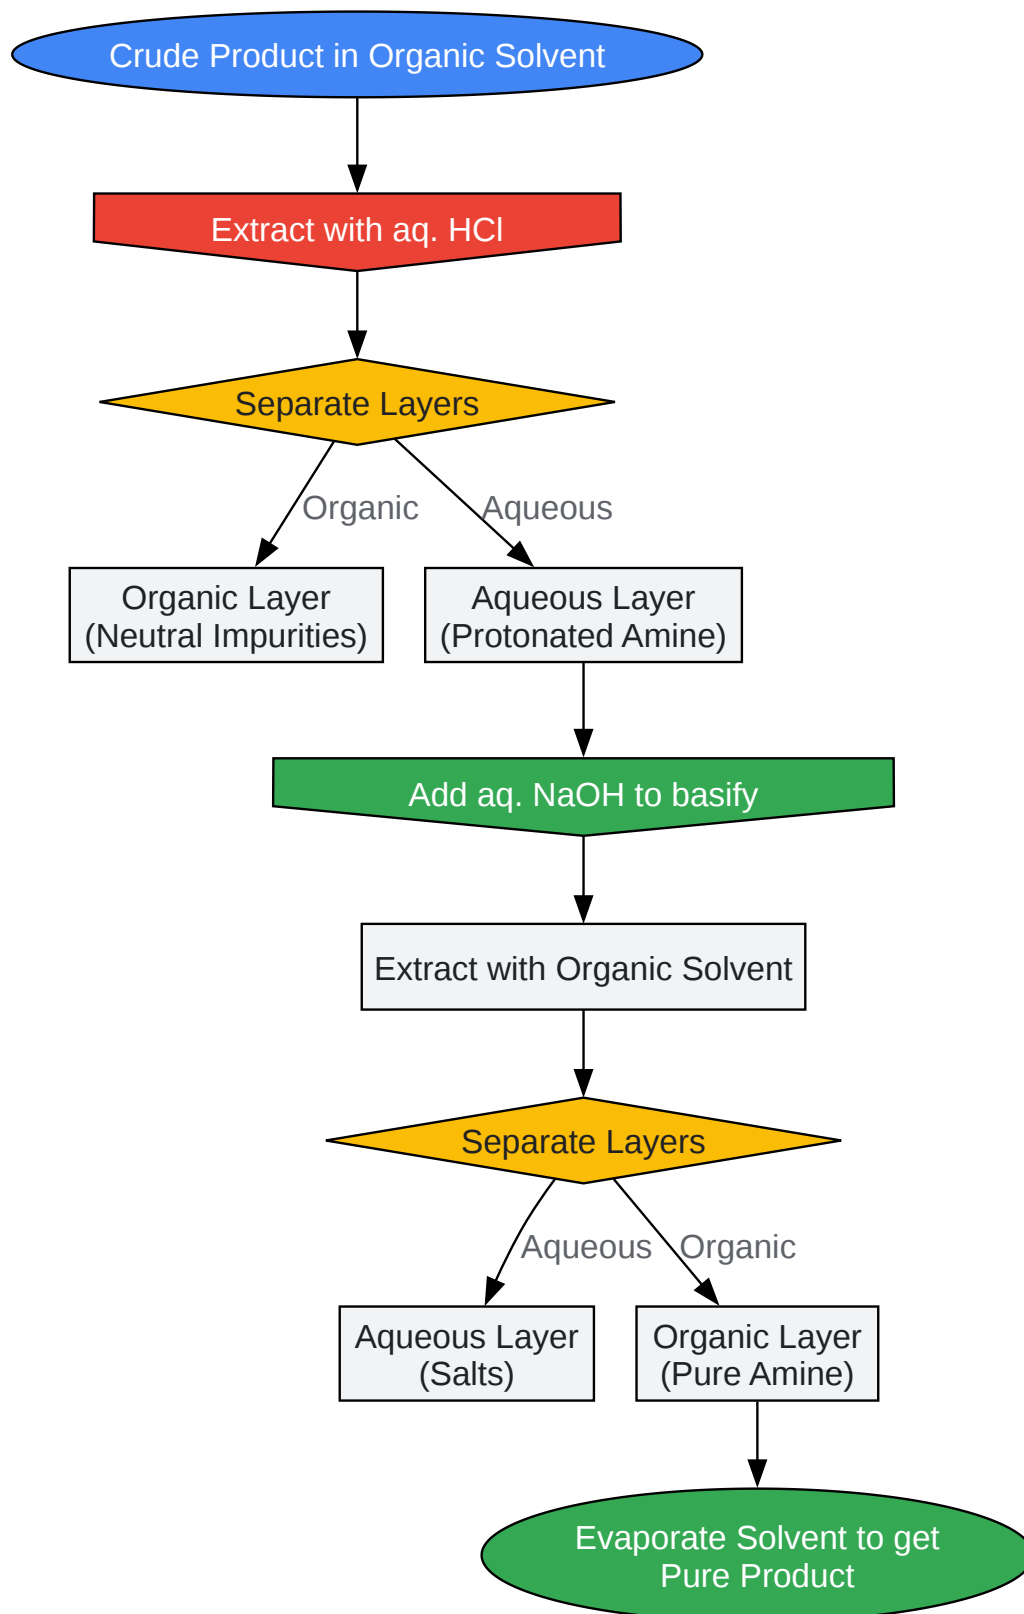 Crude Product in Organic Solvent
Extract with aq. HCl
Separate Layers
Organic
Aqueous
Organic Layer
(Neutral Impurities)
Aqueous Layer
(Protonated Amine)
Add aq. NaOH to basify
Extract with Organic Solvent
Separate Layers
Aqueous
Organic
Aqueous Layer
(Salts)
Organic Layer
(Pure Amine)
Evaporate Solvent to get
Pure Product